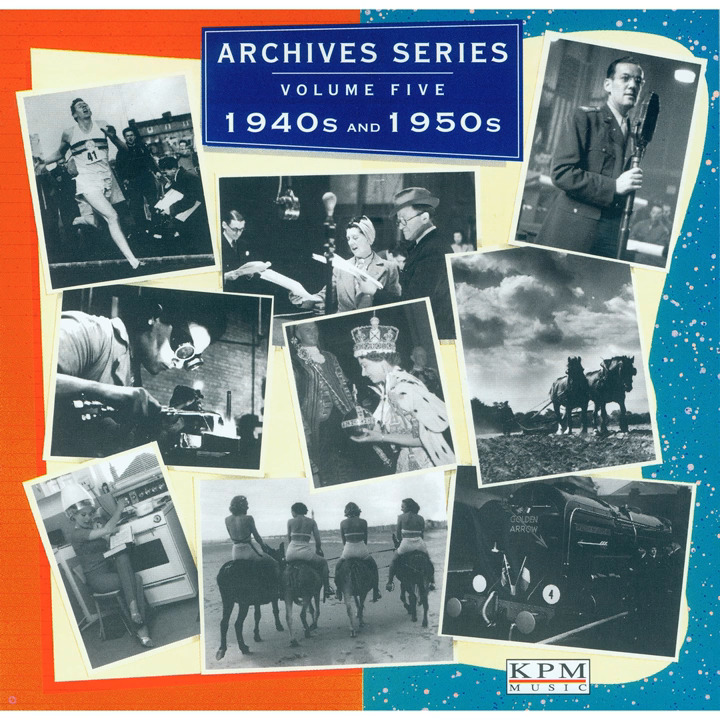 ARCHIVES SERIES
VOLUME FIVE
1940s AND 1950s
41
GOLDEN
ARROW
4
KPM
MUSIC